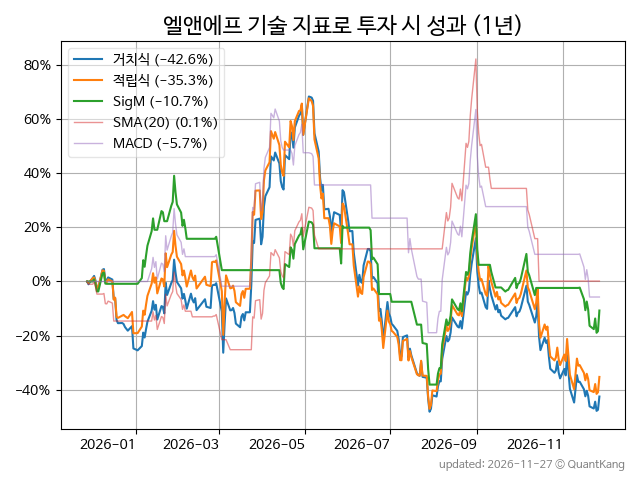 엘앤에프 기술 지표로 투자 시 성과 (1년)
거치식 (-42.6%)
적립식 (-35.3%)
SigM (-10.7%)
SMA(20) (0.1%)
MACD (-5.7%)
80%
60%
40%
20%
0%
-20%
-40%
2026-01 2026-03 2026-05 2026-07 2026-09 2026-11
updated: 2026-11-27 © QuantKang